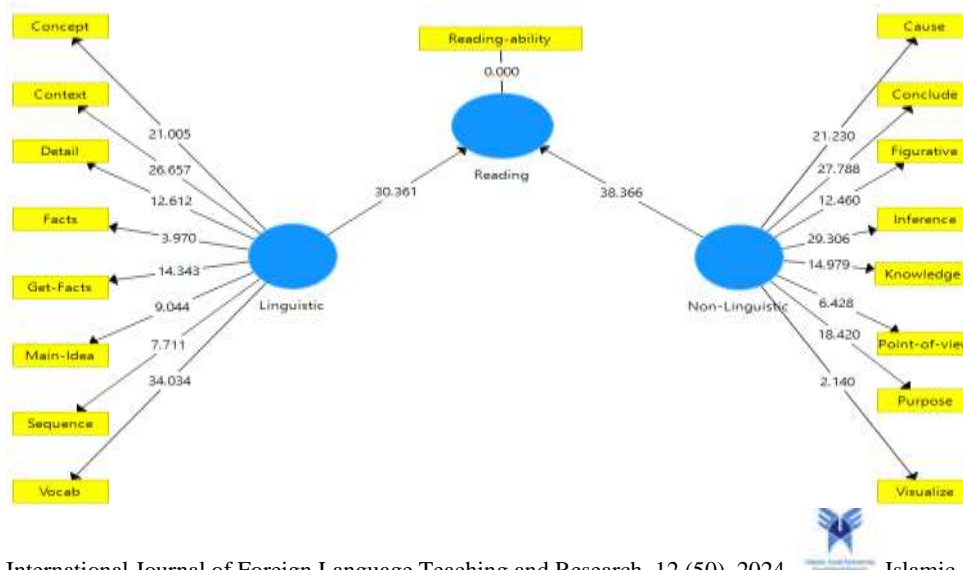 Concept
Context
Detail
Facts
Get-Facts
Main-Idea
Sequence
Vocab
21.005
26.657
12.612
3.970
14.343
9.044
7.711
34.034
Linguistic
30.361
Reading-ability
0.000
Reading
38.366
Non-Linguistic
21.230
27.788
12.460
29.306
14.979
6.428
18.420
2.140
Cause
Conclude
Figurative
Inference
Knowledge
Point-of-view
Purpose
Visualize
International Journal of Foreign Language Teaching and Research, 12 (50), 2024 Islamic